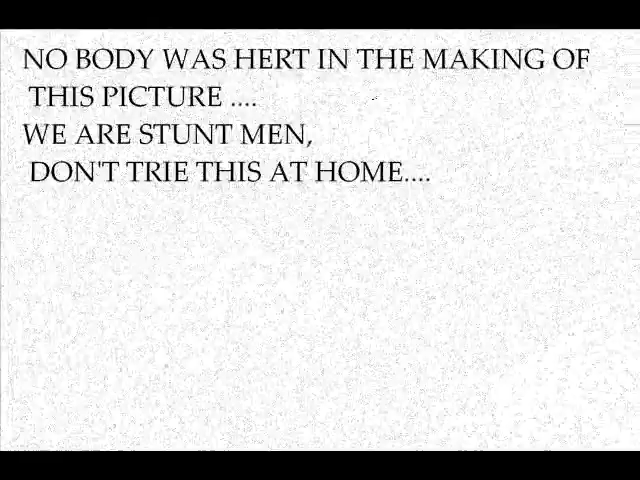 NO BODY WAS HERT IN THE MAKING OF
THIS PICTURE ....
WE ARE STUNT MEN,
DON'T TRIE THIS AT HOME....